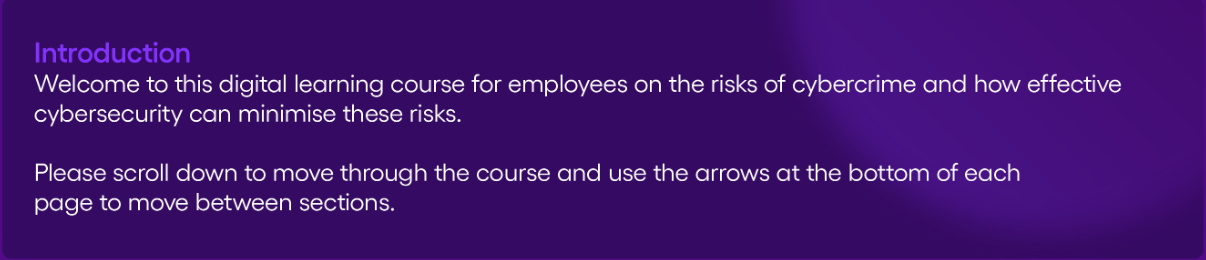 Introduction
Welcome to this digital learning course for employees on the risks of cybercrime and how effective
cybersecurity can minimise these risks.
Please scroll down to move through the course and use the arrows at the bottom of each
page to move between sections.